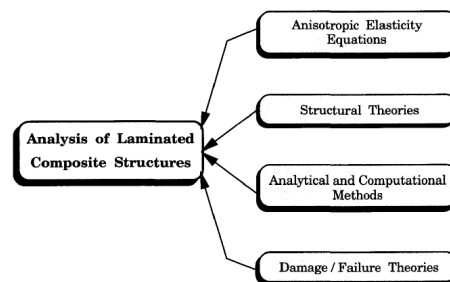 Anisotropic Elasticity
Equations
Structural Theories
Analysis of Laminated
Composite Structures
Analytical and Computational
Methods
Damage / Failure Theories